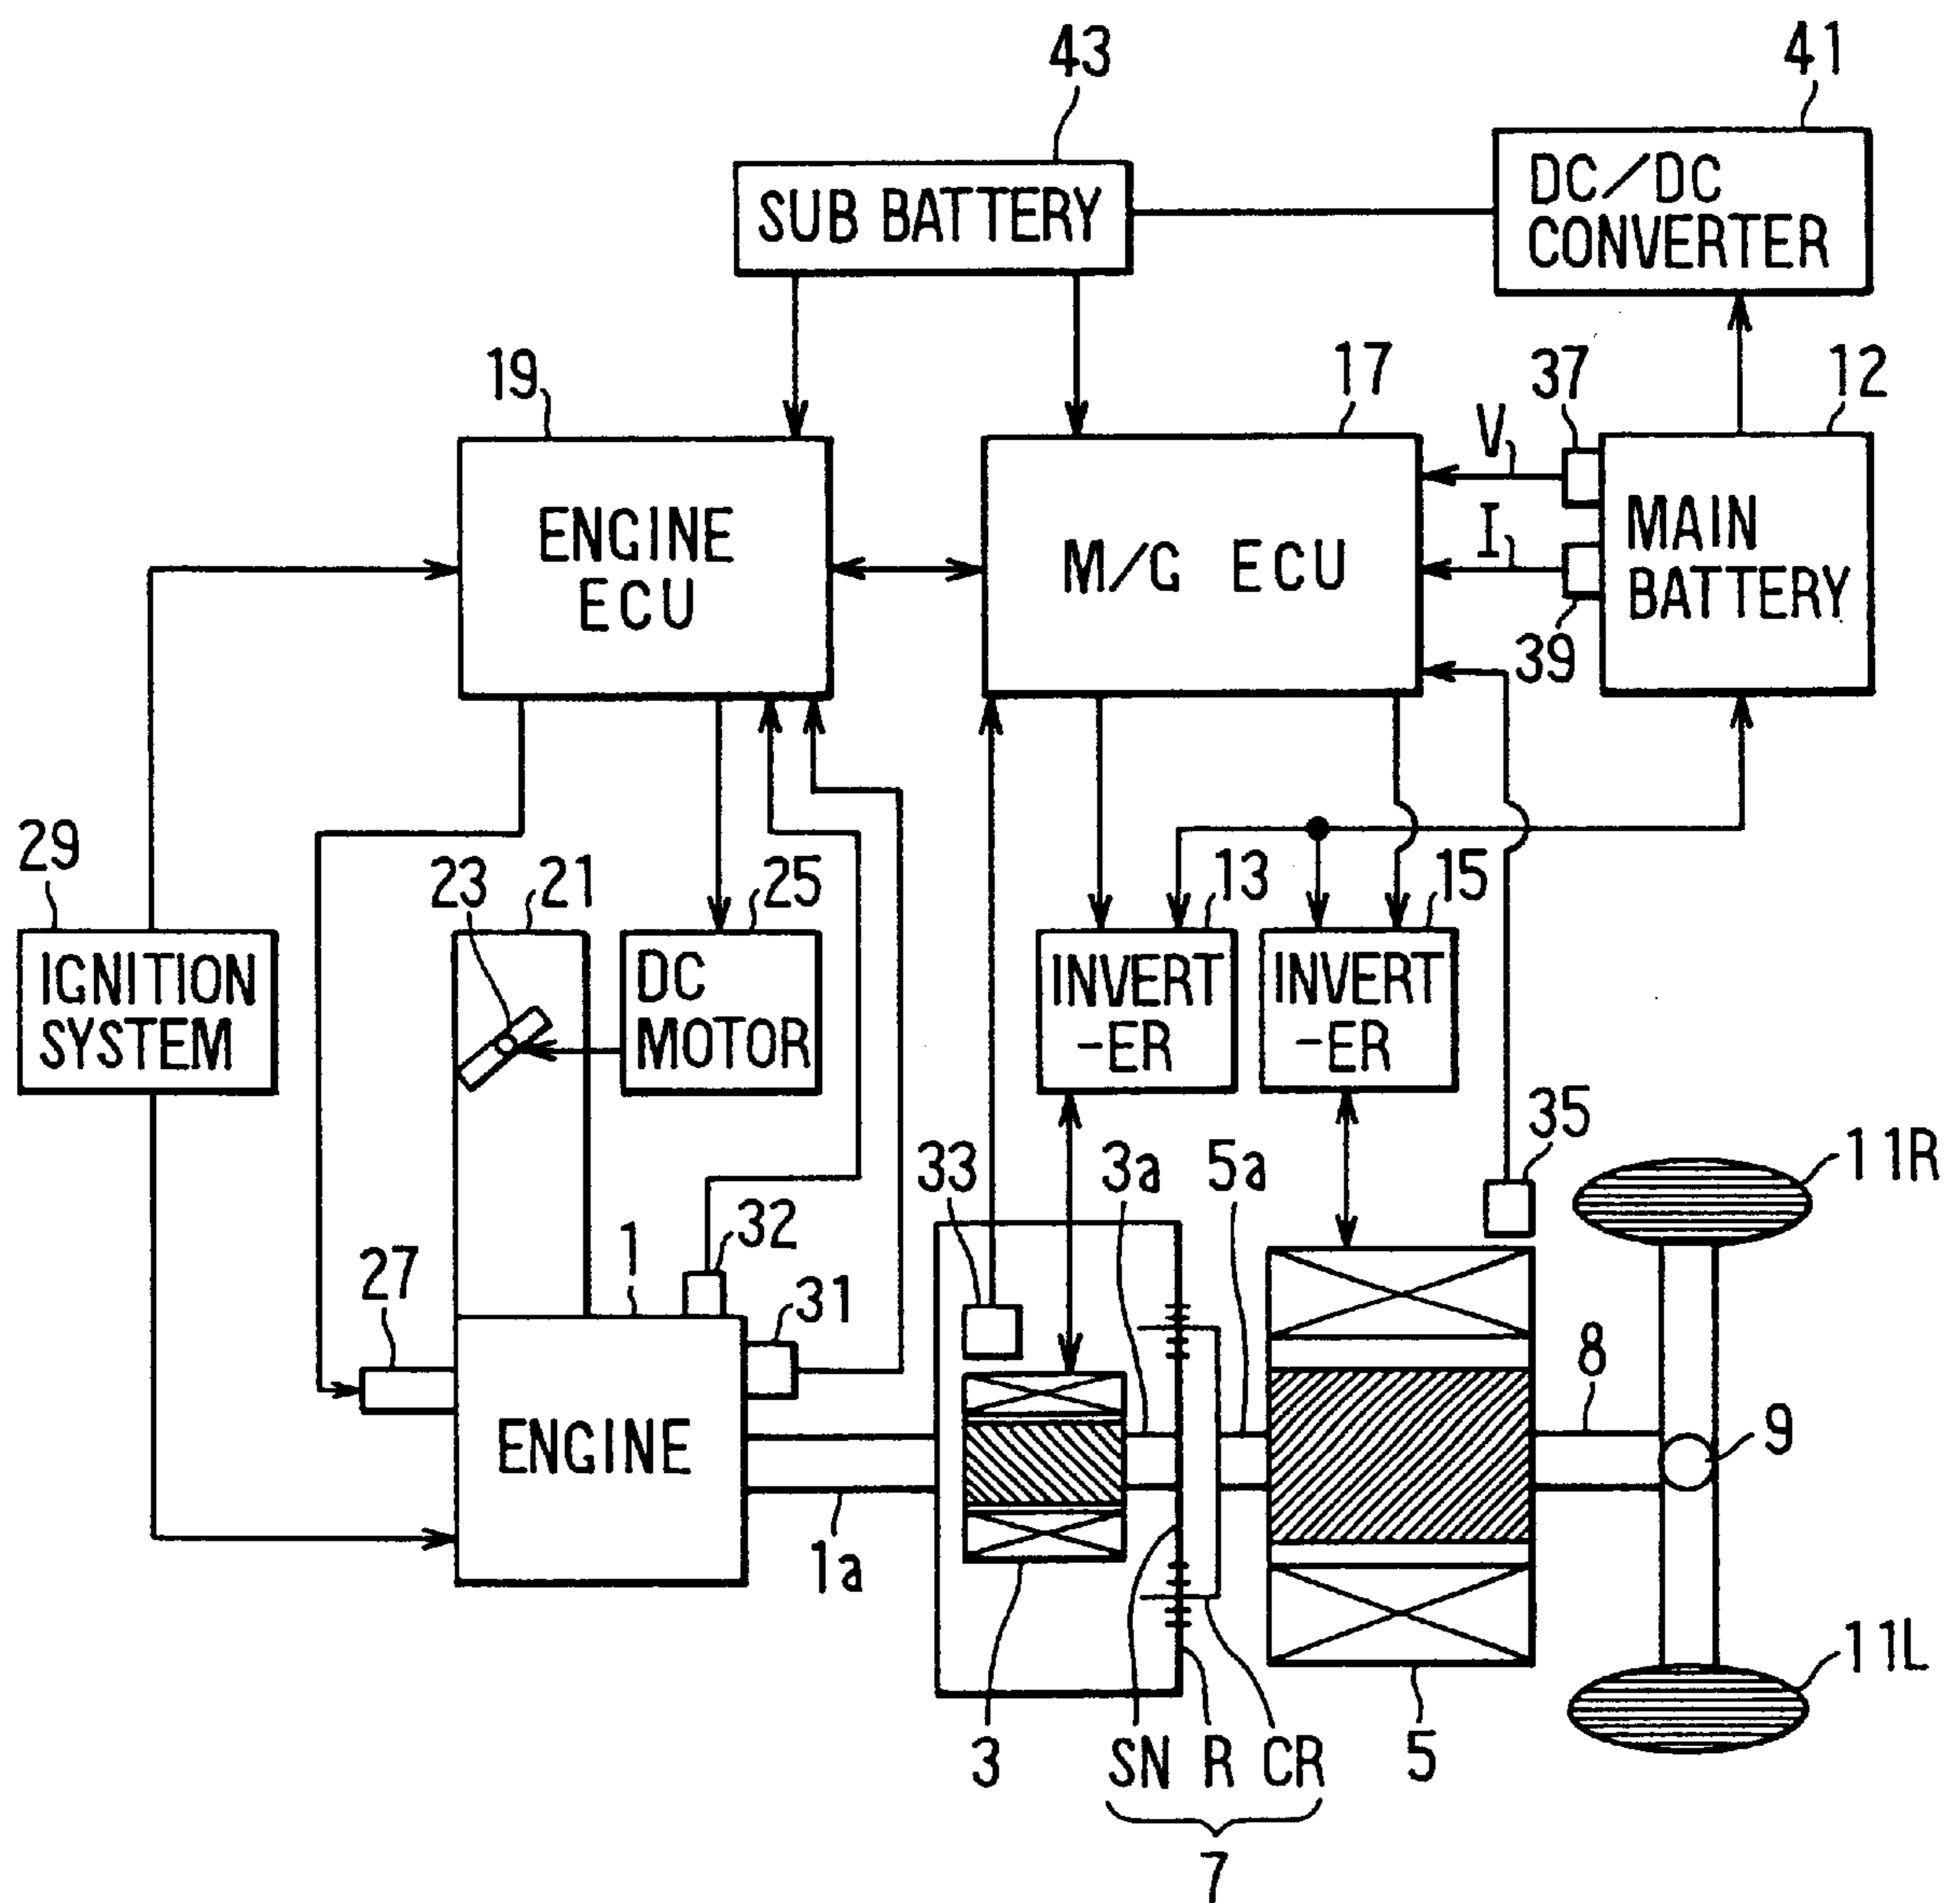 43
41
SUB BATTERY
DC/DC
CONVERTER
19
17
37
12
V
ENGINE
ECU
M/G ECU
I
MAIN
BATTERY
39
29
23
21
25
13
15
IGNITION
SYSTEM
DC
MOTOR
INVERT
-ER
INVERT
-ER
35
33
3a
5a
11R
1
32
27
31
8
9
ENGINE
1a
11L
3
SN R CR
5
7